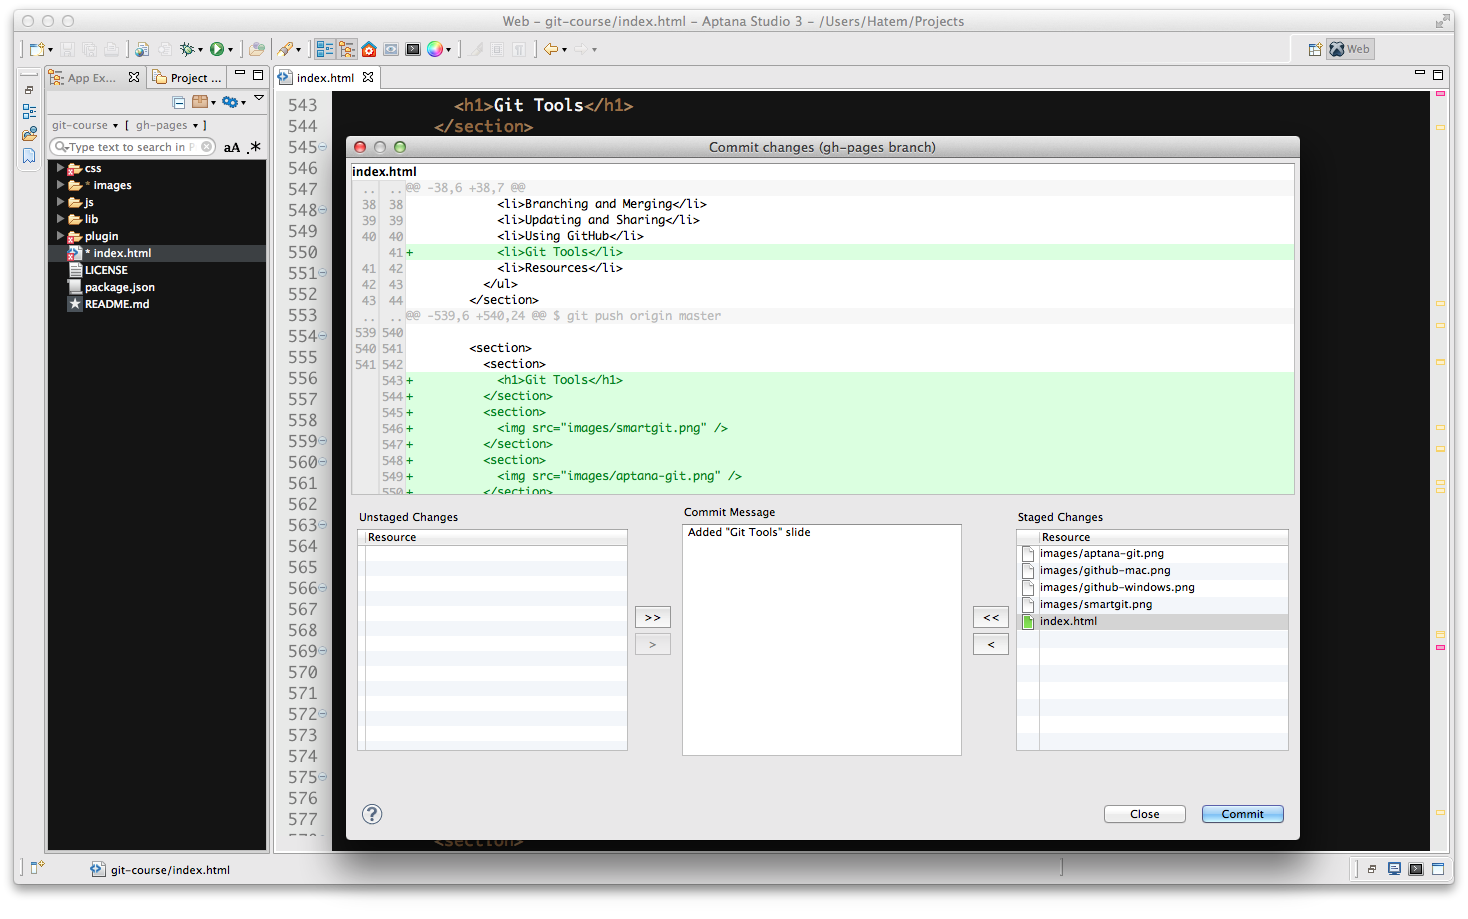 Web - git-course/index.html - Aptana Studio 3 - /Users/Hatem/Projects
Web
App Ex...
Project ...
index.html
git-course [ gh-pages ]
aA .*
css
* images
js
lib
plugin
* index.html
LICENSE
package.json
README.md
543 <h1>Git Tools</h1>
544 </section>
545
546
547
548
549
550
551
552
553
554
555
556
557
558
559
560
561
562
563
564
565
566
567
568
569
570
571
572
573
574
575
576
577
<section>
Commit changes (gh-pages branch)
index.html
.. .. @@ -38,6 +38,7 @@
38 38 <li>Branching and Merging</li>
39 39 <li>Updating and Sharing</li>
40 40 <li>Using GitHub</li>
41 + <li>Git Tools</li>
41 42 <li>Resources</li>
42 43 </ul>
43 44 </section>
.. .. @@ -539,6 +540,24 @@ $ git push origin master
539 540
540 541 <section>
541 542 <section>
543 + <h1>Git Tools</h1>
544 + </section>
545 + <section>
546 + <img src="images/smartgit.png" />
547 + </section>
548 + <section>
549 + <img src="images/aptana-git.png" />
550 + </section>
Unstaged Changes
Resource
>>
>
Commit Message
Added "Git Tools" slide
<<
<
Staged Changes
Resource
images/aptana-git.png
images/github-mac.png
images/github-windows.png
images/smartgit.png
index.html
?
Close
Commit
git-course/index.html